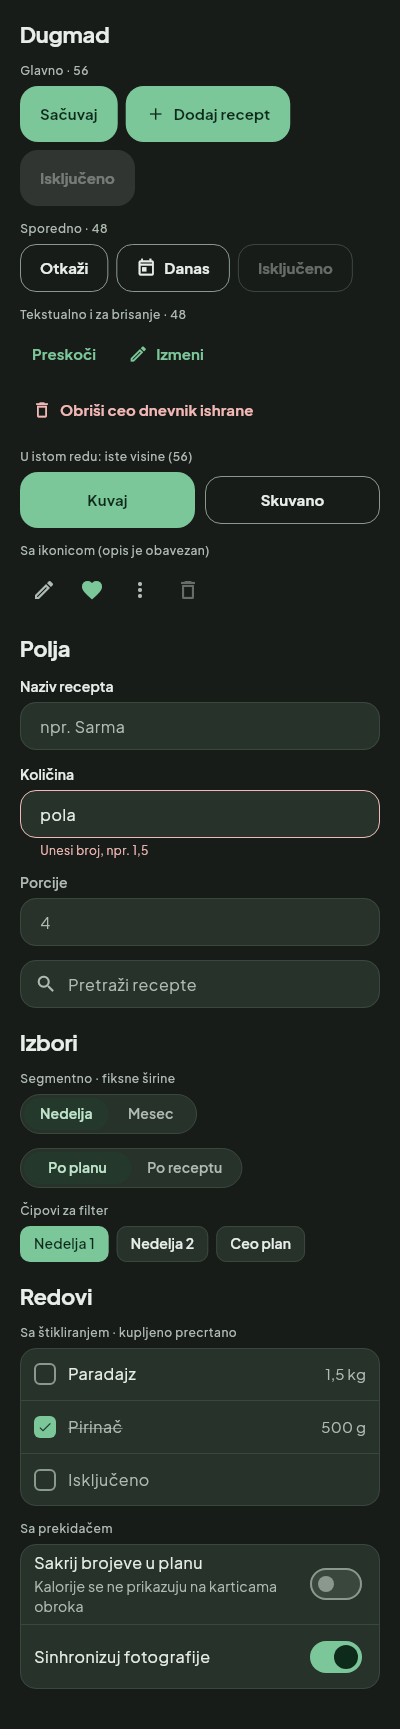 Dugmad
Glavno · 56
Sačuvaj
Dodaj recept
Isključeno
Sporedno · 48
Otkaži
Danas
Isključeno
Tekstualno i za brisanje · 48
Preskoči
Izmeni
Obriši ceo dnevnik ishrane
U istom redu: iste visine (56)
Kuvaj
Skuvano
Sa ikonicom (opis je obavezan)
Polja
Naziv recepta
npr. Sarma
Količina
pola
Unesi broj, npr. 1,5
Porcije
4
Pretraži recepte
Izbori
Segmentno · fiksne širine
Nedelja
Mesec
Po planu
Po receptu
Čipovi za filter
Nedelja 1
Nedelja 2
Ceo plan
Redovi
Sa štikliranjem · kupljeno precrtano
Paradajz
1,5 kg
Pirinač
500 g
Isključeno
Sa prekidačem
Sakrij brojeve u planu
Kalorije se ne prikazuju na karticama
obroka
Sinhronizuj fotografije